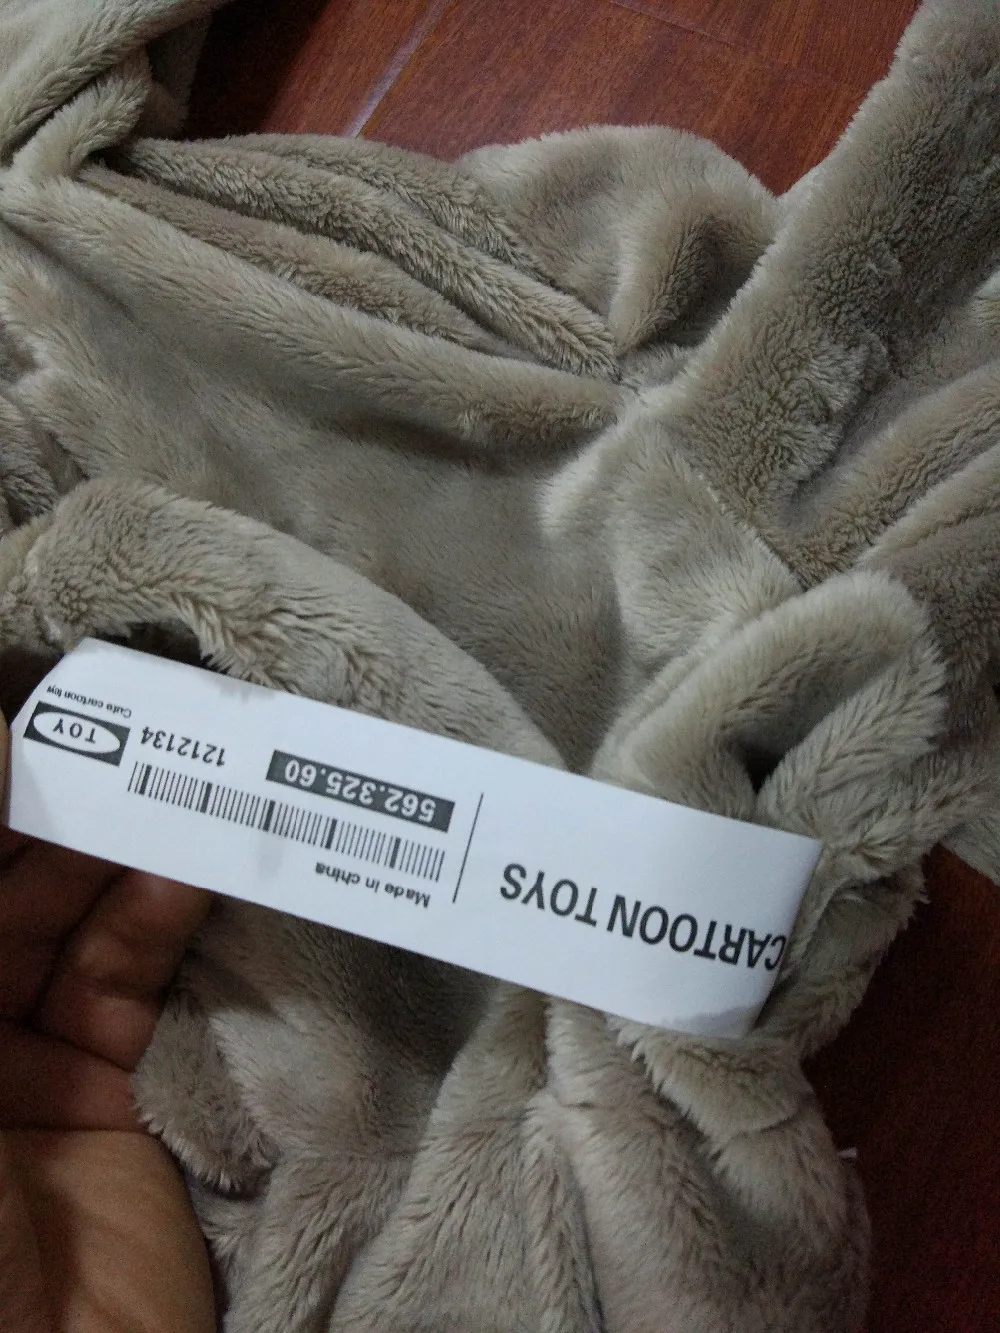 CARTOON TOYS
Made in china
562.325.60
1212134
TOY
Cute cartoon toy